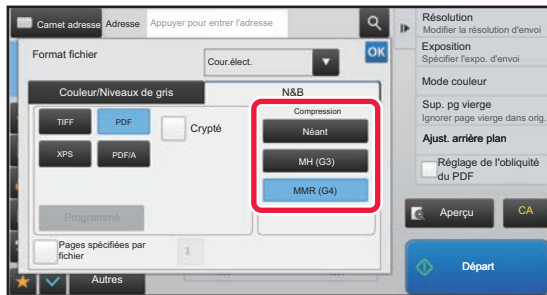 Carnet adresse
Adresse
Appuyer pour entrer l'adresse
Format fichier
Cour.élect.
OK
Couleur/Niveaux de gris
N&B
TIFF
PDF
Crypté
XPS
PDF/A
Programmé
Pages spécifiées par
fichier
1
Compression
Néant
MH (G3)
MMR (G4)
Autres
Résolution
Modifier la résolution d'envoi
Exposition
Spécifier l'expo. d'envoi
Mode couleur
Sup. pg vierge
Ignorer page vierge dans orig.
Ajust. arrière plan
Réglage de l'obliquité
du PDF
Aperçu
CA
Départ